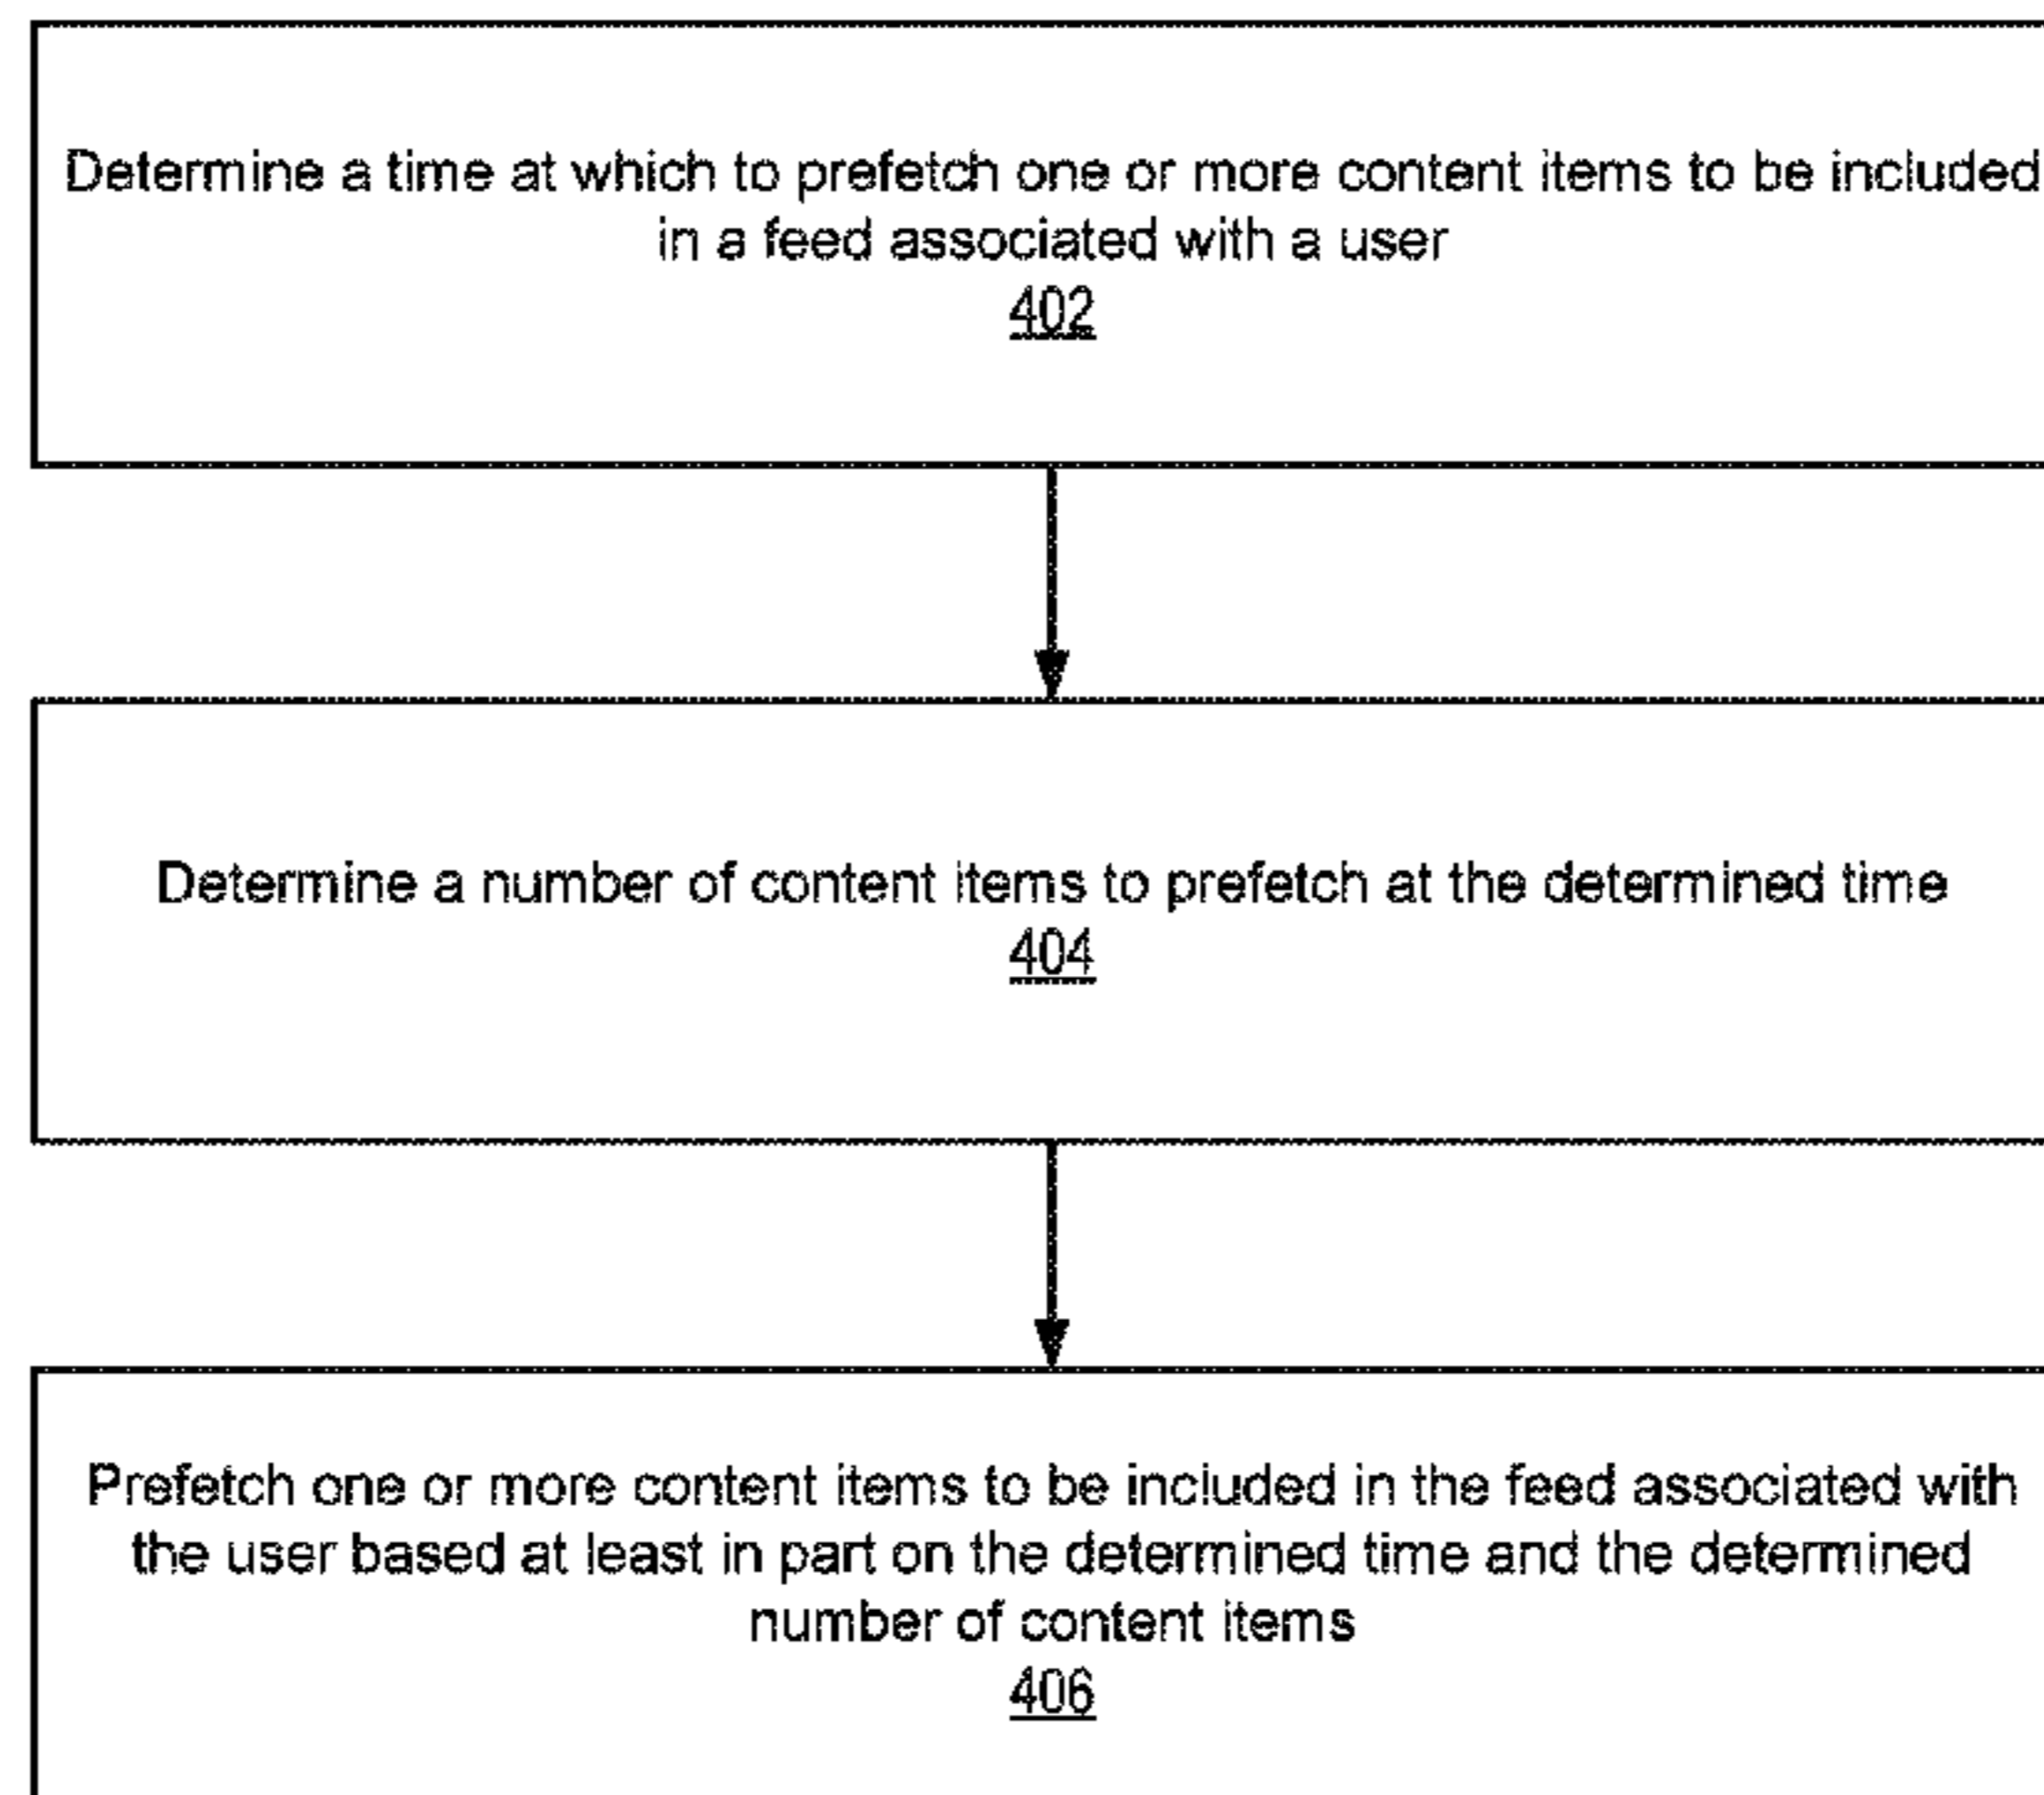 Determine a time at which to prefetch one or more content items to be included
in a feed associated with a user
402
Determine a number of content items to prefetch at the determined time
404
Prefetch one or more content items to be included in the feed associated with
the user based at least in part on the determined time and the determined
number of content items
406